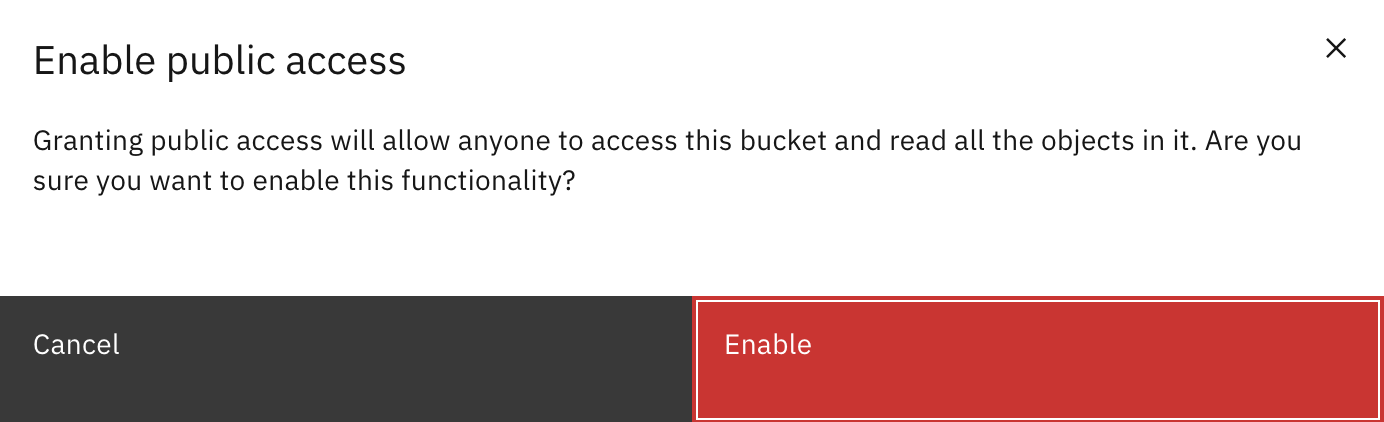 Enable public access
Granting public access will allow anyone to access this bucket and read all the objects in it. Are you
sure you want to enable this functionality?
Cancel
Enable